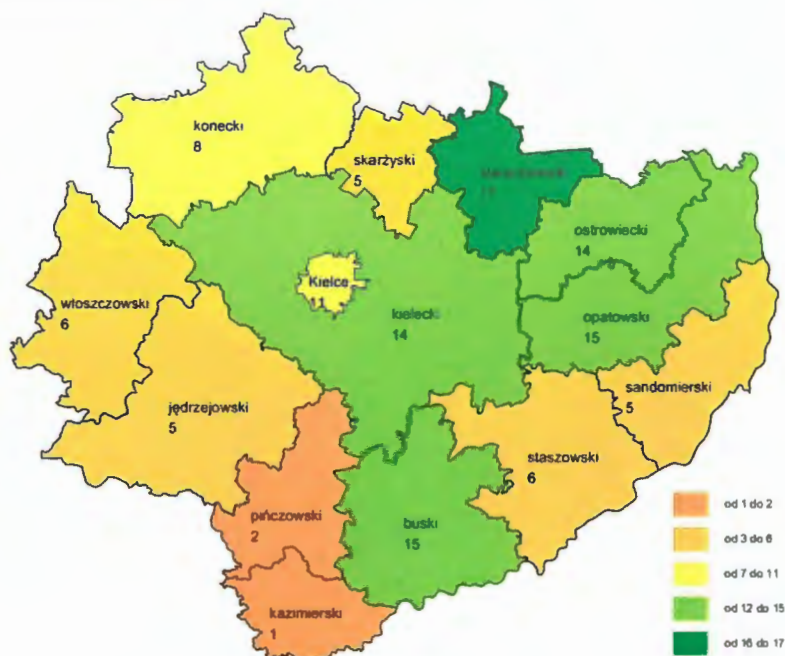 konecki
8
skarżyski
5
ostrowiecki
14
Kielce
11
włoszczowski
6
kielecki
14
opatowski
15
sandomierski
5
jędrzejowski
5
staszowski
6
pińczowski
2
buski
15
kazimierski
1
od 1 do 2
od 3 do 6
od 7 do 11
od 12 do 15
od 16 do 17